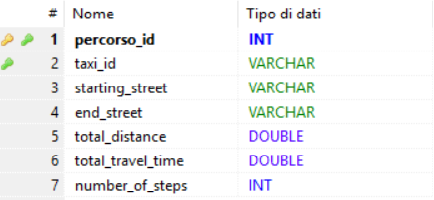 # Nome Tipo di dati
1 percorso_id INT
2 taxi_id VARCHAR
3 starting_street VARCHAR
4 end_street VARCHAR
5 total_distance DOUBLE
6 total_travel_time DOUBLE
7 number_of_steps INT